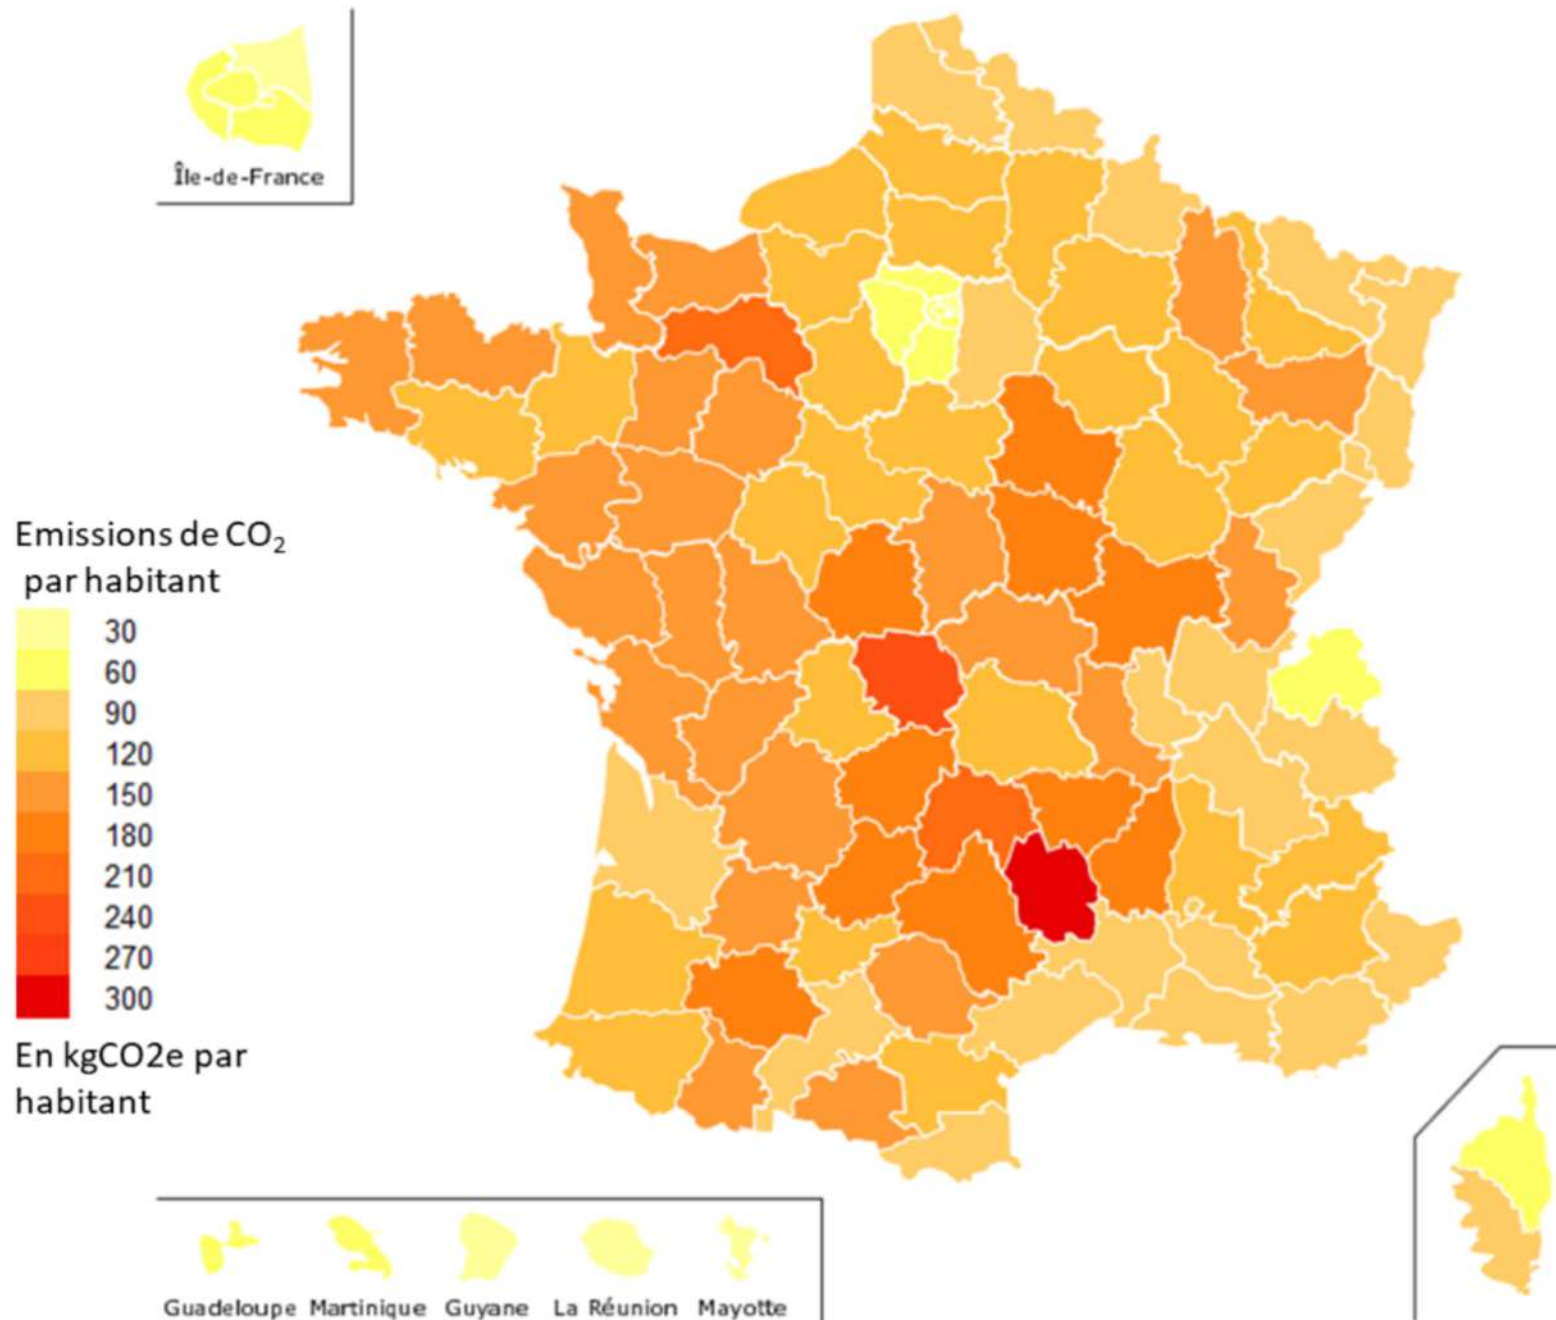 Île-de-France
Emissions de CO₂
par habitant
30
60
90
120
150
180
210
240
270
300
En kgCO2e par
habitant
Guadeloupe Martinique Guyane La Réunion Mayotte